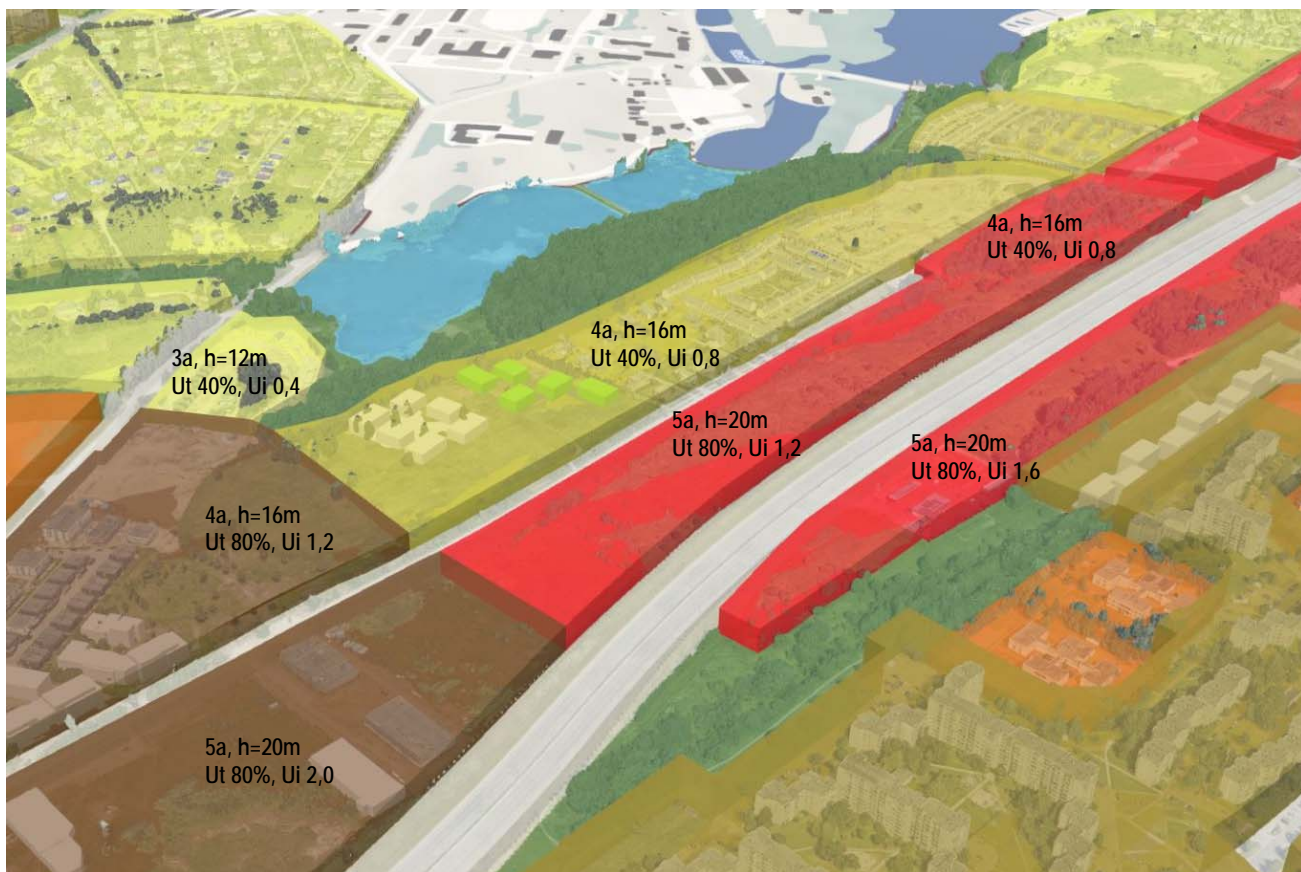 4a, h=16m
Ut 40%, Ui 0,8
4a, h=16m
Ut 40%, Ui 0,8
3a, h=12m
Ut 40%, Ui 0,4
5a, h=20m
Ut 80%, Ui 1,2
5a, h=20m
Ut 80%, Ui 1,6
4a, h=16m
Ut 80%, Ui 1,2
5a, h=20m
Ut 80%, Ui 2,0